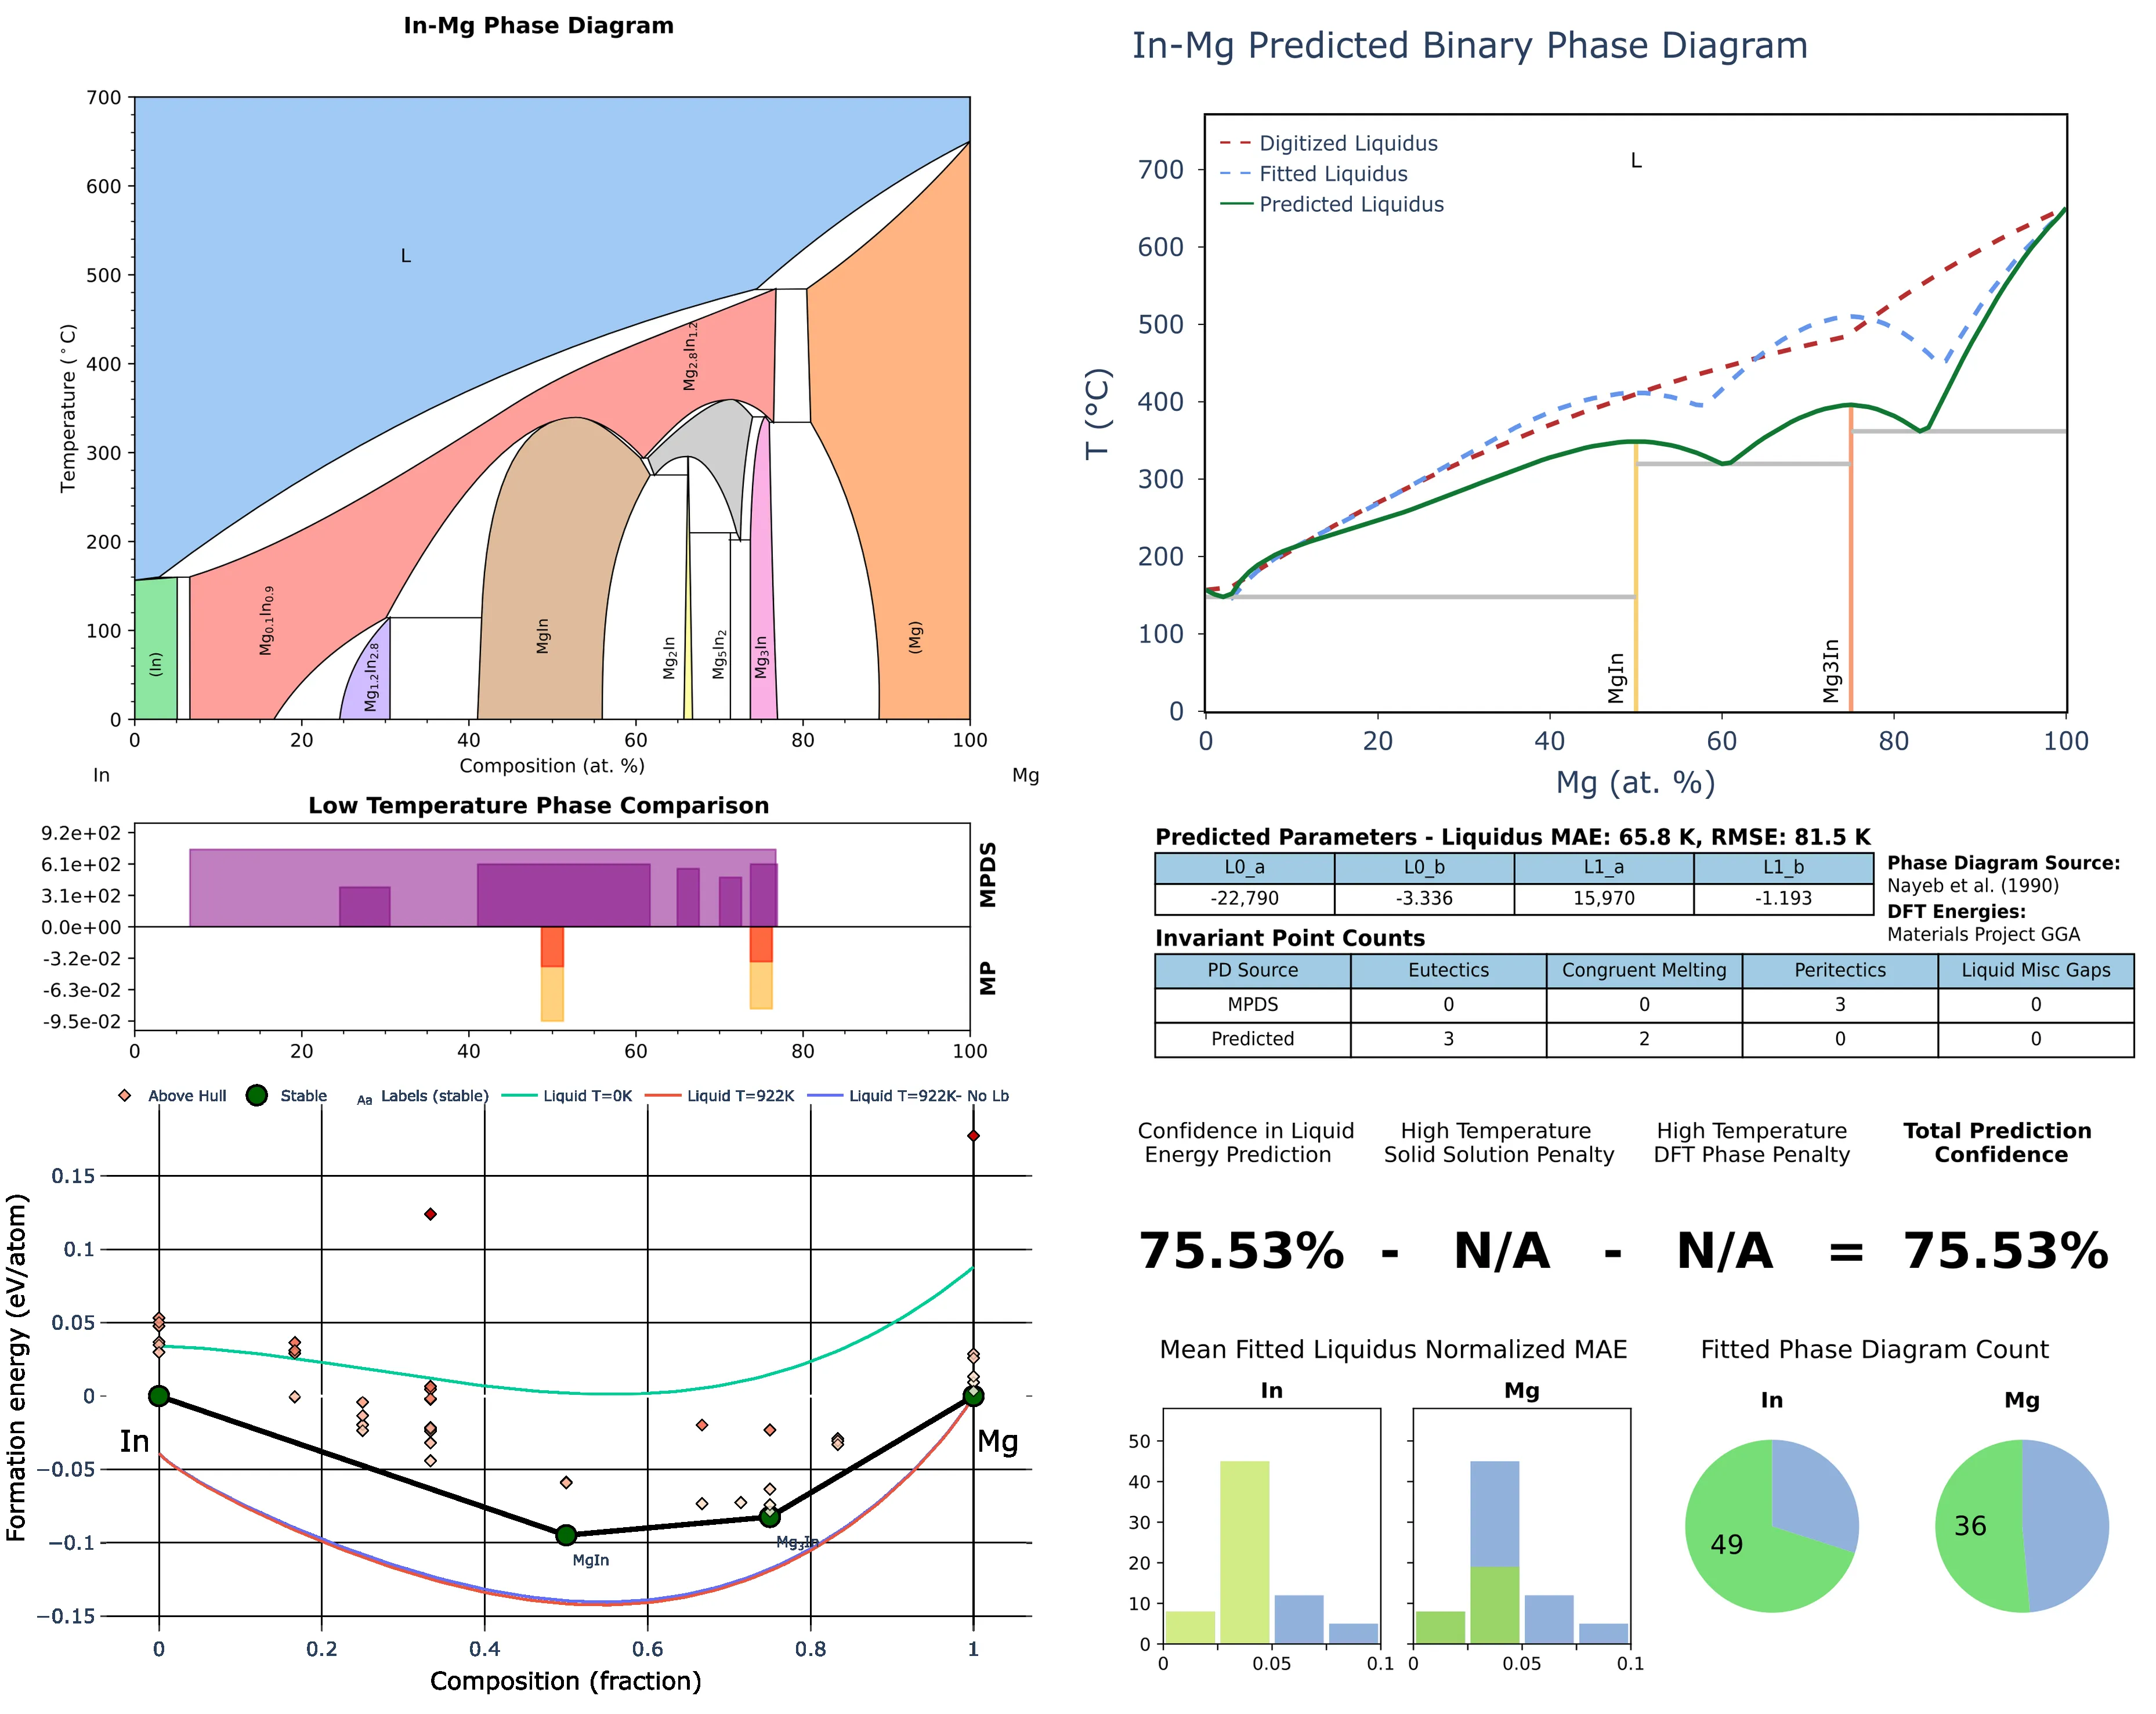 In-Mg Phase Diagram
700
600
500
400
300
200
100
0
Temperature (°C)
L
(In)
Mg0.1In0.9
Mg1.2In2.8
MgIn
Mg2.8In1.2
Mg2In
Mg5In2
Mg3In
(Mg)
0 20 40 60 80 100
Composition (at. %)
In Mg
In-Mg Predicted Binary Phase Diagram
Digitized Liquidus
Fitted Liquidus
Predicted Liquidus
L
700
600
500
400
300
200
100
0
T (°C)
MgIn
Mg3In
0 20 40 60 80 100
Mg (at. %)
Low Temperature Phase Comparison
9.2e+02
6.1e+02
3.1e+02
0.0e+00
-3.2e-02
-6.3e-02
-9.5e-02
MPDS
MP
0 20 40 60 80 100
Predicted Parameters - Liquidus MAE: 65.8 K, RMSE: 81.5 K
L0_a L0_b L1_a L1_b
-22,790 -3.336 15,970 -1.193
Phase Diagram Source:
Nayeb et al. (1990)
DFT Energies:
Materials Project GGA
Invariant Point Counts
PD Source Eutectics Congruent Melting Peritectics Liquid Misc Gaps
MPDS 0 0 3 0
Predicted 3 2 0 0
Above Hull Stable Aa Labels (stable) Liquid T=0K Liquid T=922K Liquid T=922K- No Lb
0.15
0.1
0.05
0
−0.05
−0.1
−0.15
Formation energy (eV/atom)
In
Mg
MgIn
Mg3In
0 0.2 0.4 0.6 0.8 1
Composition (fraction)
Confidence in Liquid
Energy Prediction
High Temperature
Solid Solution Penalty
High Temperature
DFT Phase Penalty
Total Prediction
Confidence
75.53% - N/A - N/A = 75.53%
Mean Fitted Liquidus Normalized MAE
In Mg
50
40
30
20
10
0
0 0.05 0.1
0 0.05 0.1
Fitted Phase Diagram Count
In Mg
49
36